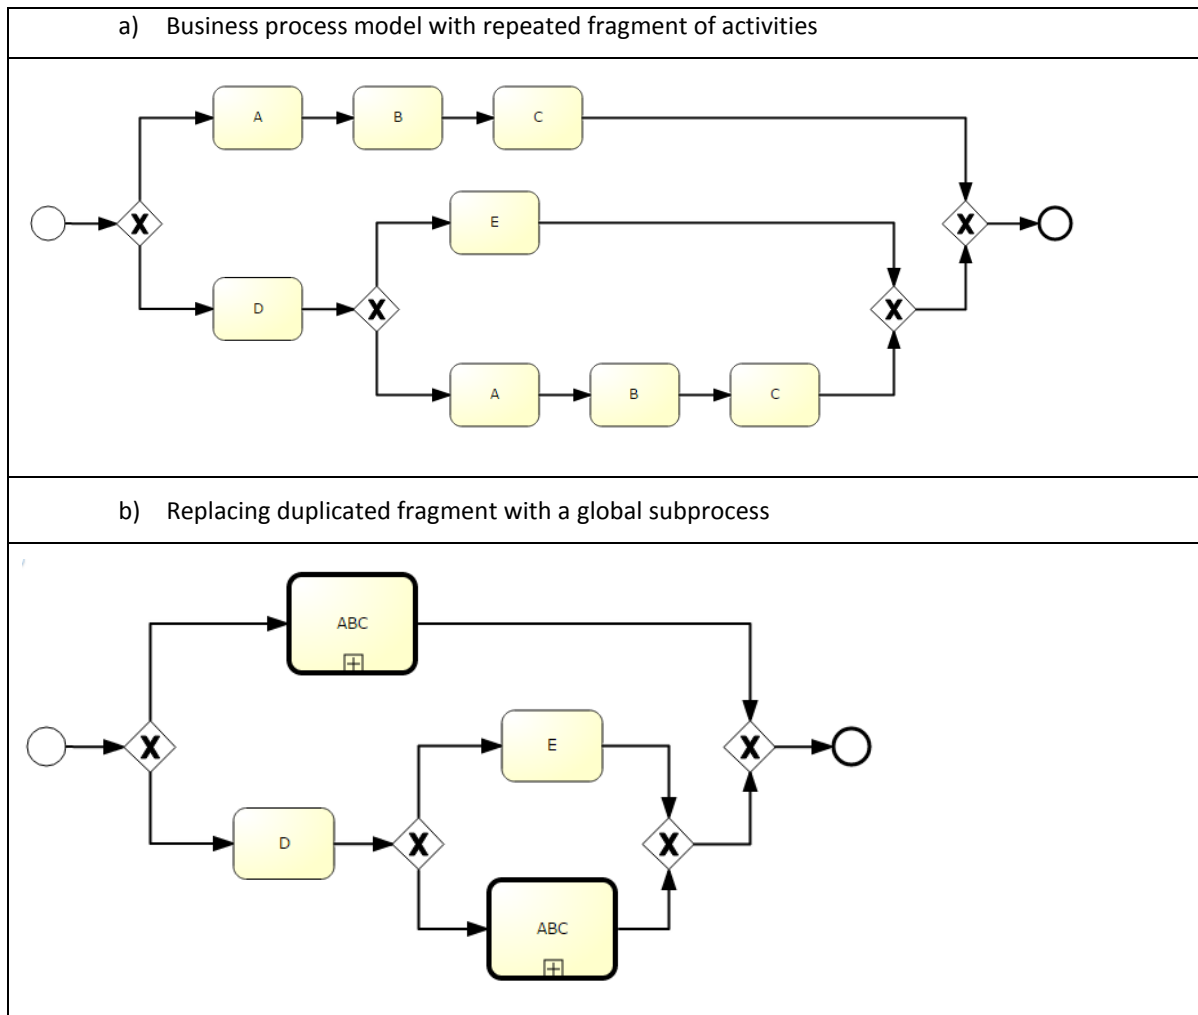 a) Business process model with repeated fragment of activities
A B C
X X
E
D X X
A B C
b) Replacing duplicated fragment with a global subprocess
ABC
E
X X
D X X
ABC